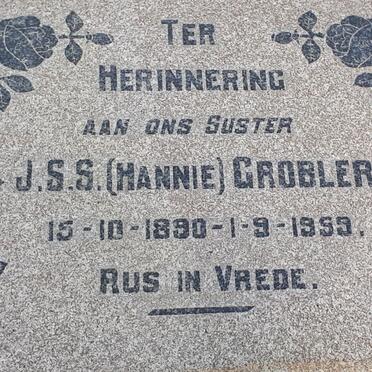 TER
HERINNERING
AAN ONS SUSTER
J.S.S. (HANNIE) GROBLER
15-10-1890-1-9-1959.
RUS IN VREDE.